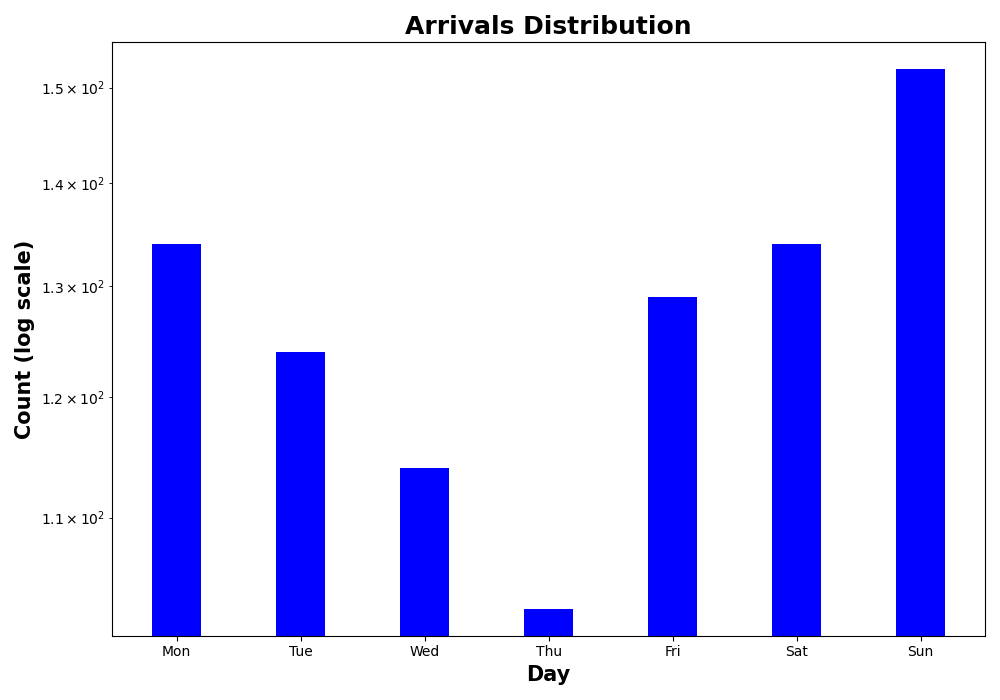 Arrivals Distribution
1.5 × 10²
1.4 × 10²
1.3 × 10²
1.2 × 10²
1.1 × 10²
Count (log scale)
Mon Tue Wed Thu Fri Sat Sun
Day